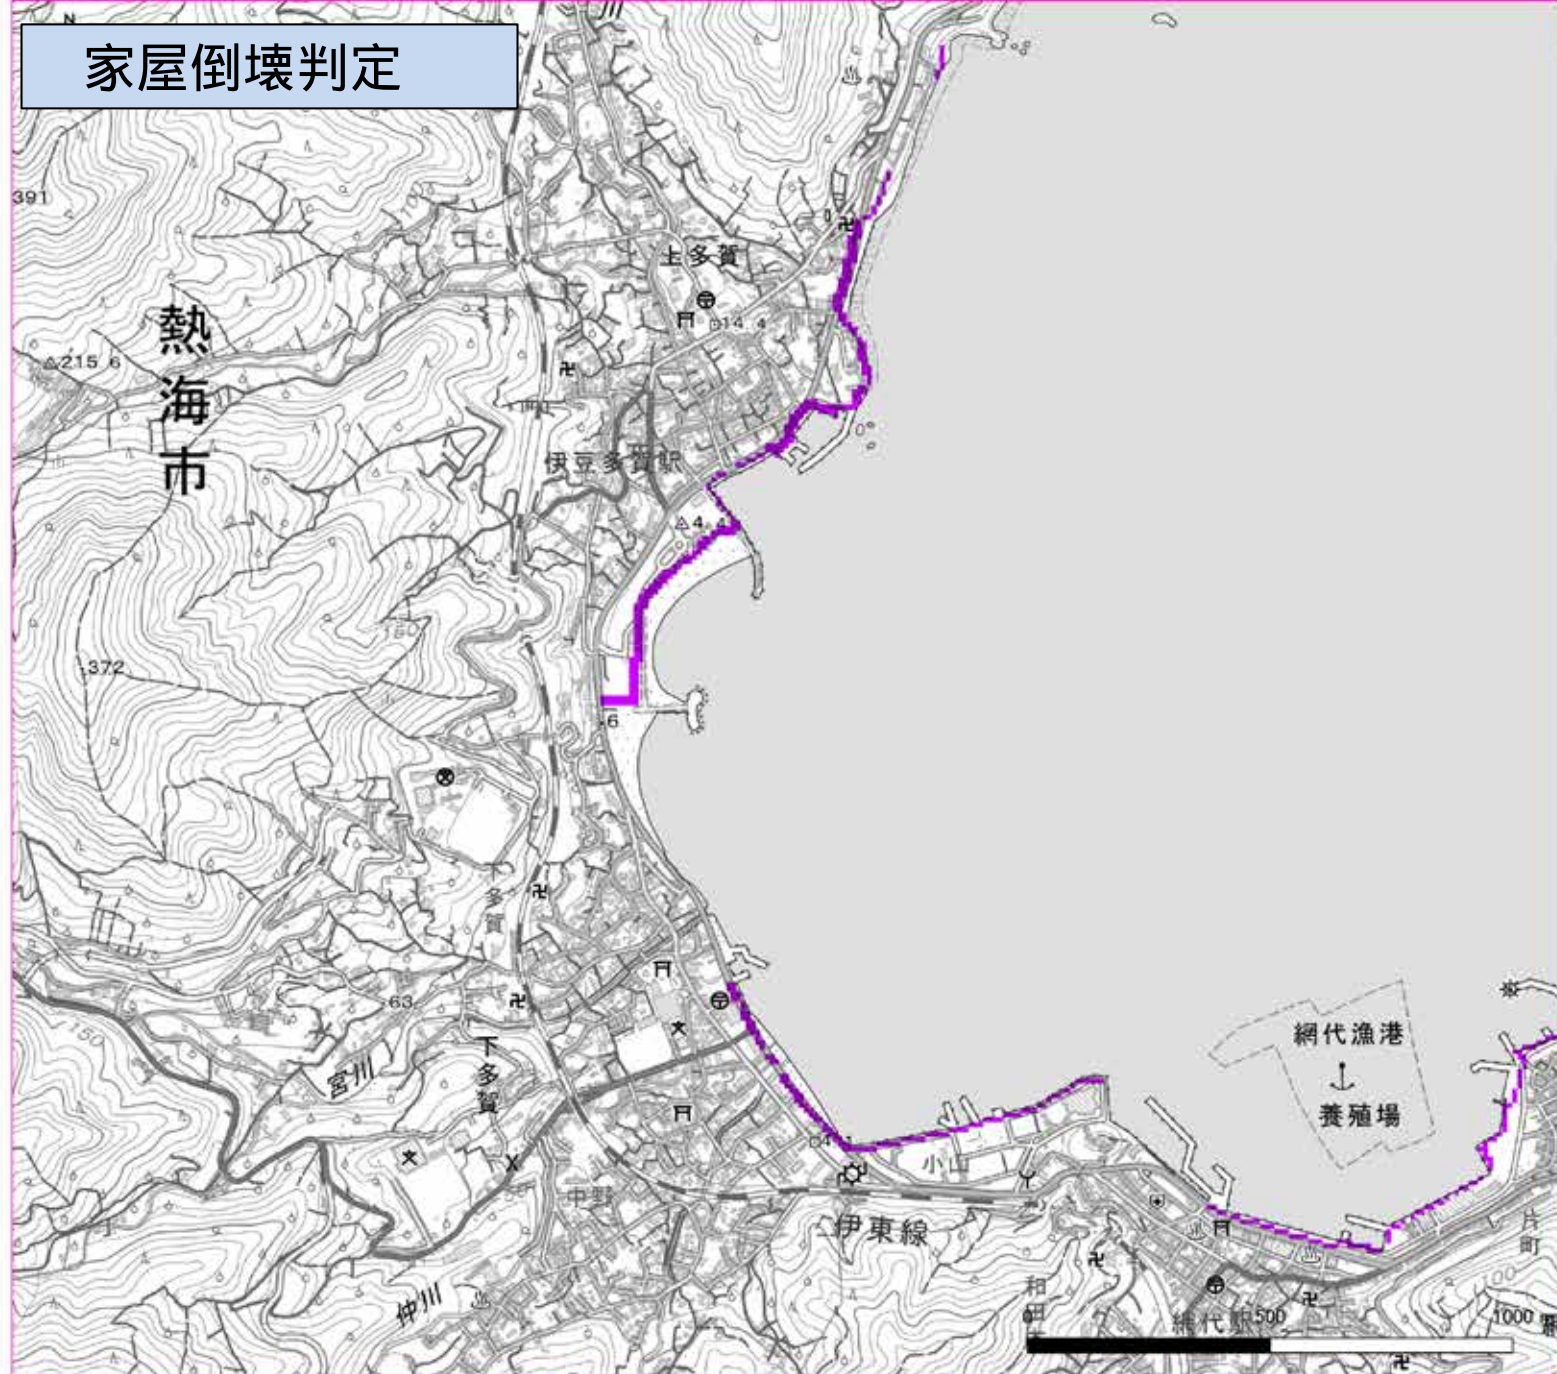 家屋倒壊判定
391
上多賀
14.4
熱海市
215.6
伊豆多賀駅
4.4
160
372
6
下多賀
63
150
宮川
下多賀
網代漁港
養殖場
小山
中野
伊東線
片町
仲川
網代駅
500
1000